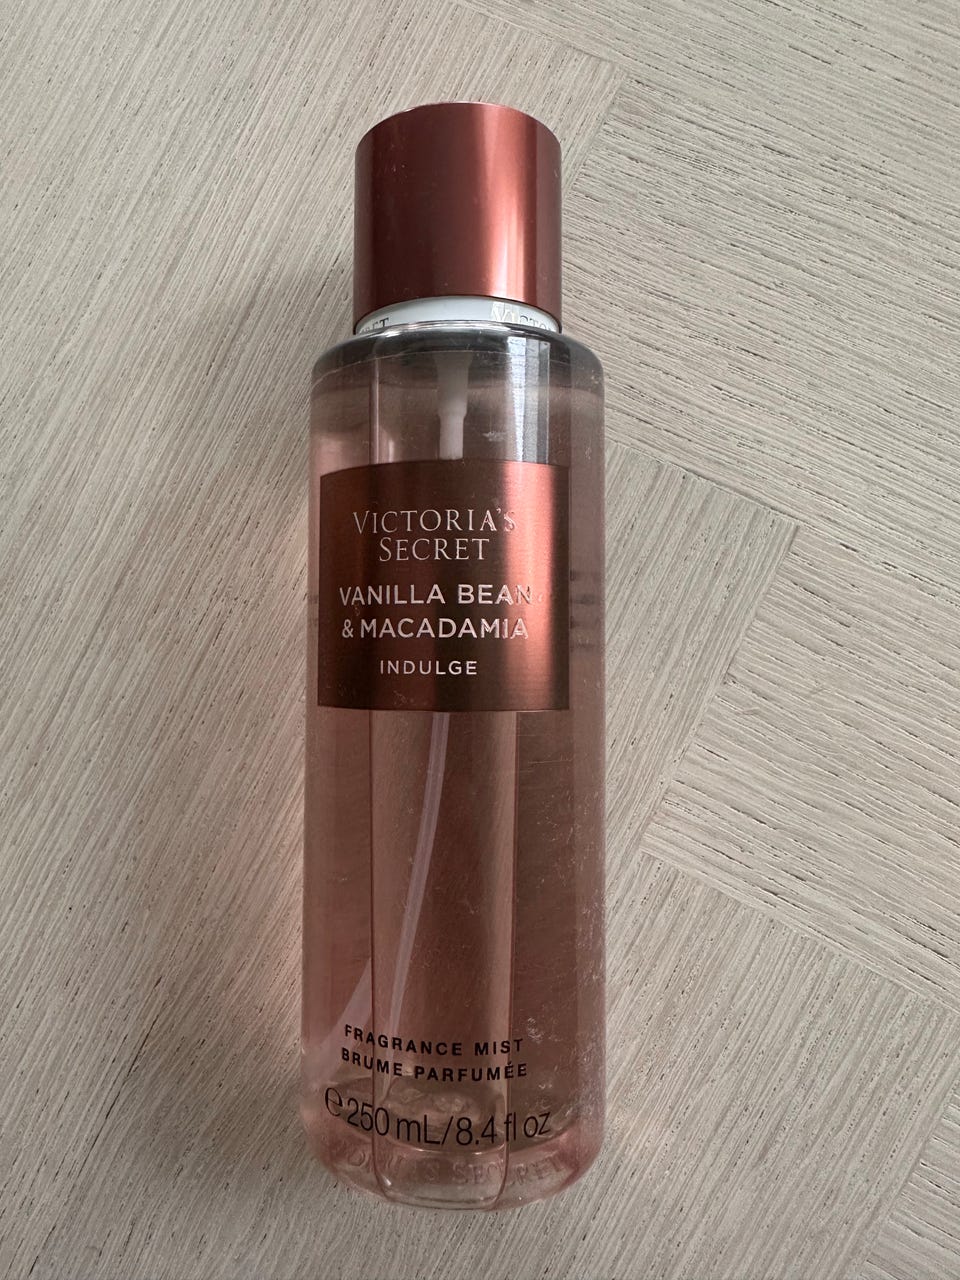 VICTORIA'S
SECRET
VANILLA BEAN
& MACADAMIA
INDULGE
FRAGRANCE MIST
BRUME PARFUMÉE
℮250 mL/8.4 fl oz